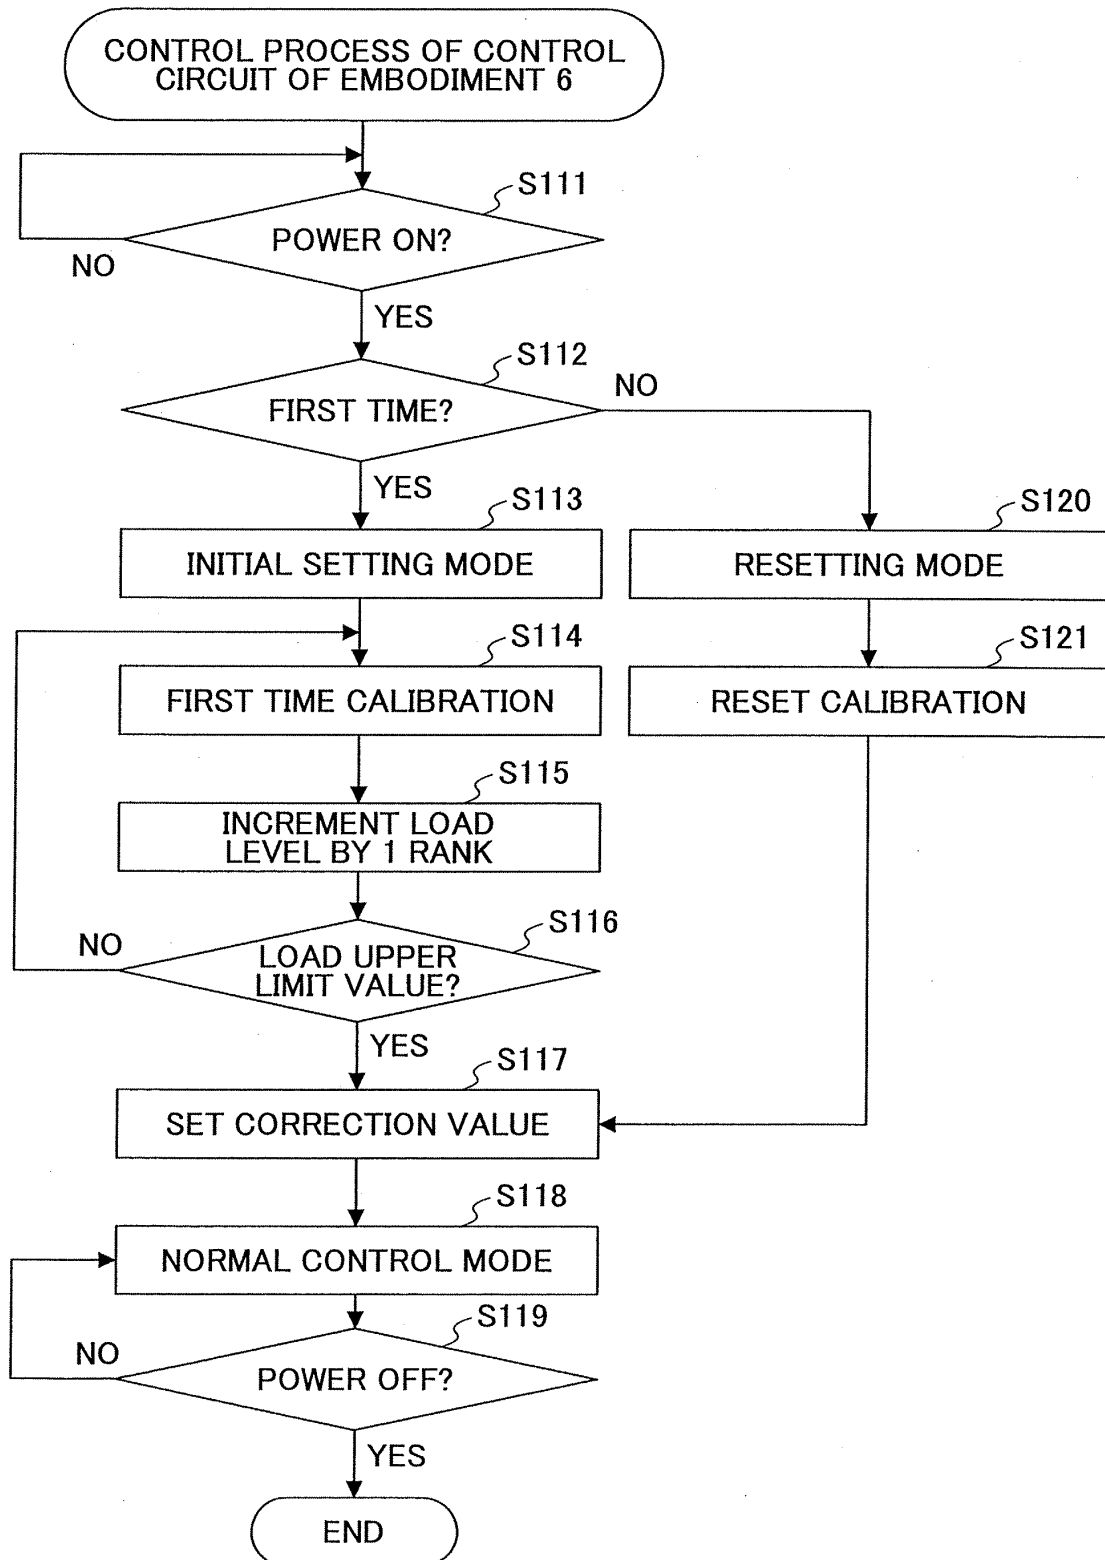 CONTROL PROCESS OF CONTROL
CIRCUIT OF EMBODIMENT 6
S111
POWER ON?
NO
YES
S112
FIRST TIME?
NO
YES
S113
INITIAL SETTING MODE
S120
RESETTING MODE
S114
FIRST TIME CALIBRATION
S121
RESET CALIBRATION
S115
INCREMENT LOAD
LEVEL BY 1 RANK
S116
LOAD UPPER
LIMIT VALUE?
NO
YES
S117
SET CORRECTION VALUE
S118
NORMAL CONTROL MODE
S119
POWER OFF?
NO
YES
END